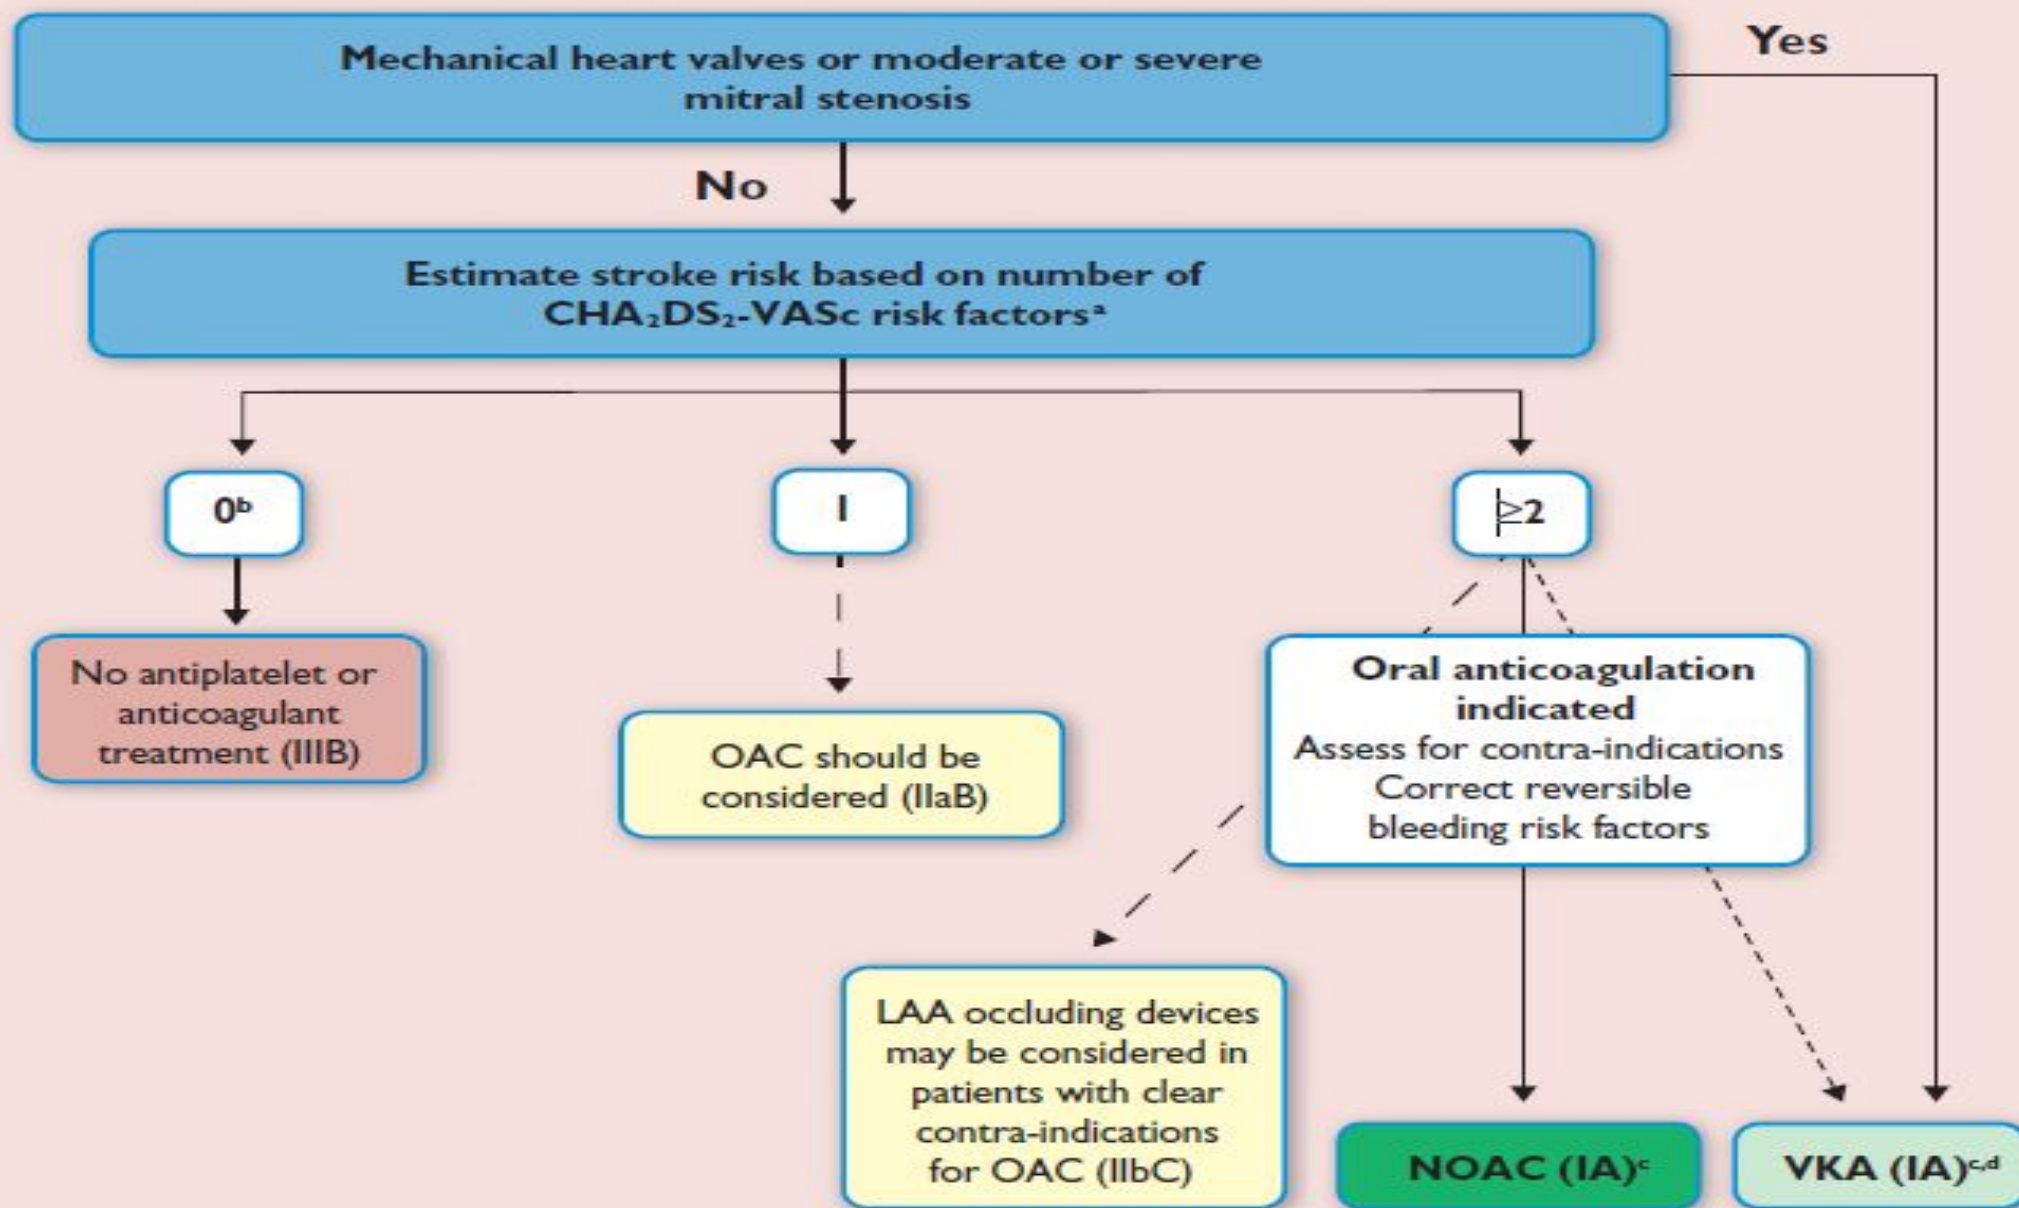 Mechanical heart valves or moderate or severe
mitral stenosis
Yes
No
Estimate stroke risk based on number of
CHA₂DS₂-VASc risk factorsᵃ
0ᵇ
1
≥2
No antiplatelet or
anticoagulant
treatment (IIIB)
OAC should be
considered (IIaB)
Oral anticoagulation
indicated
Assess for contra-indications
Correct reversible
bleeding risk factors
LAA occluding devices
may be considered in
patients with clear
contra-indications
for OAC (IIbC)
NOAC (IA)ᶜ
VKA (IA)ᶜ,ᵈ